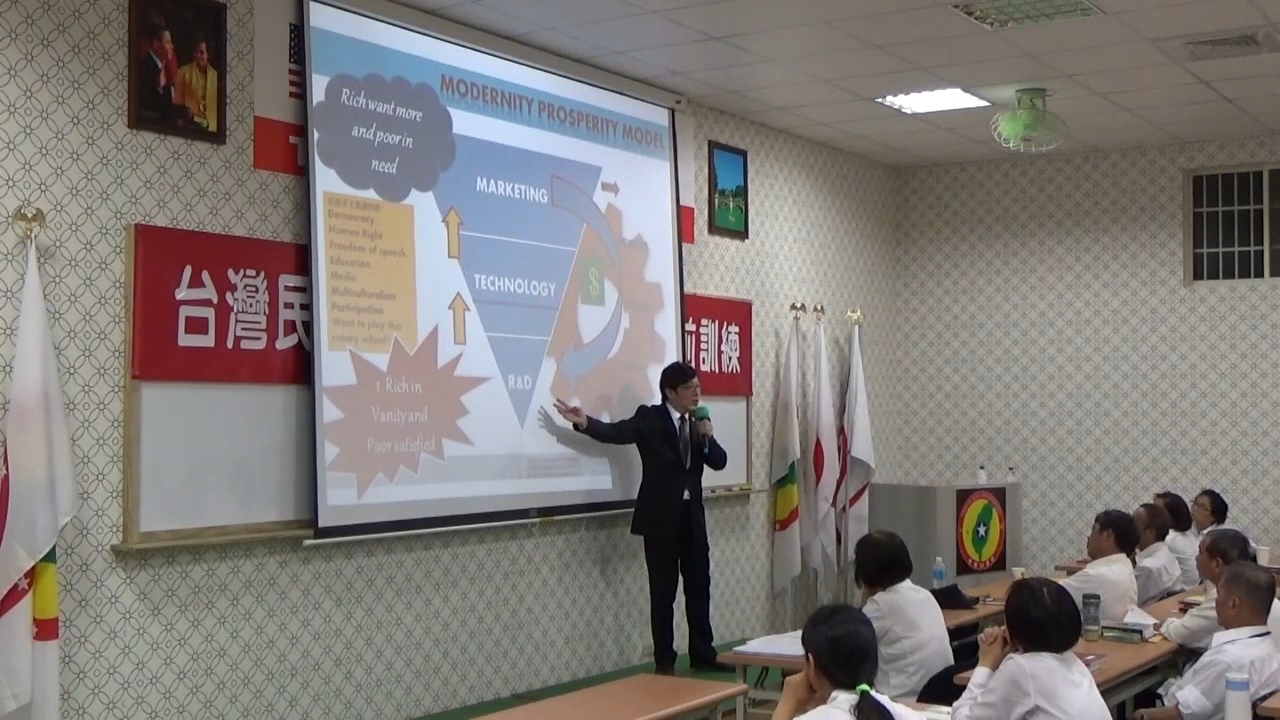 MODERNITY PROSPERITY MODEL
Rich want more
and poor in
need
MARKETING
Democracy
Human Right
Freedom of speech.
Education
Media
Multiculturalism
Participation
Want to play this
TECHNOLOGY
$
R&D
1. Rich in
Vanity and
Poor satisfied
台灣民
訓練